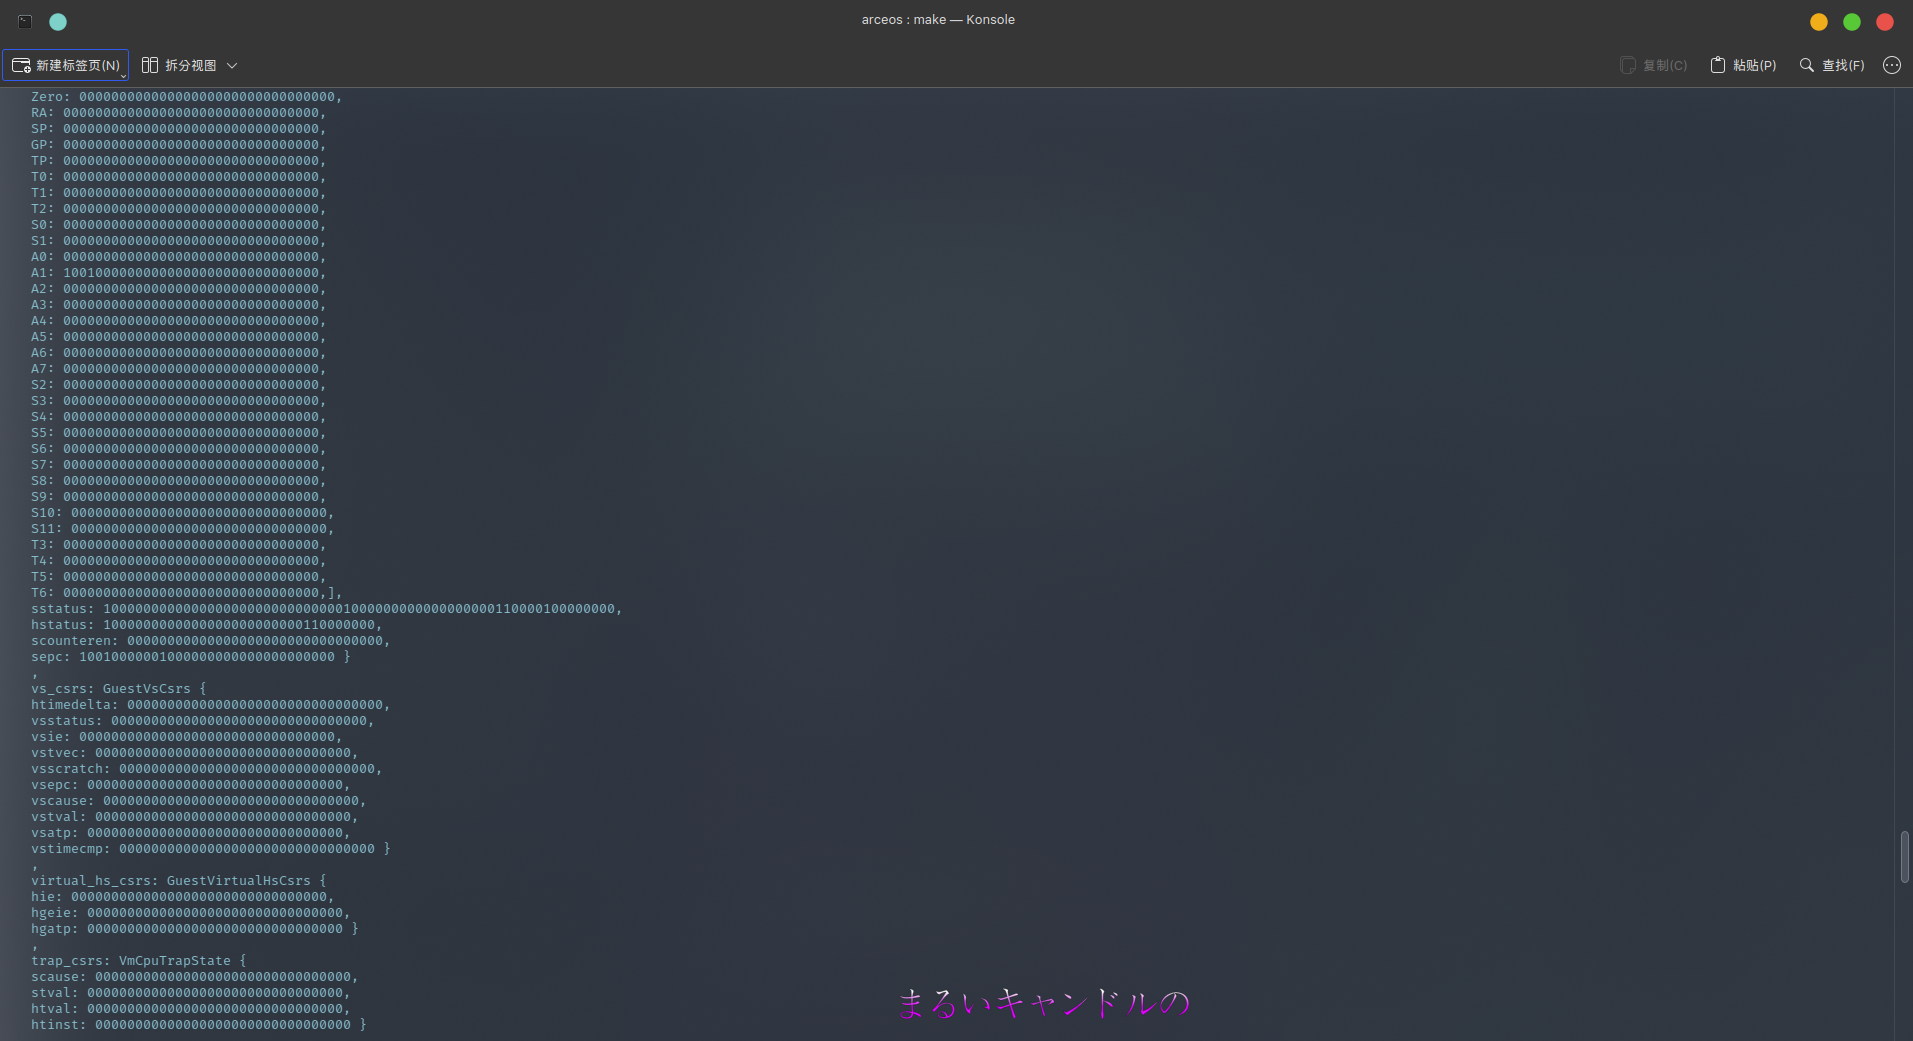 arceos : make — Konsole
新建标签页(N) 拆分视图 复制(C) 粘贴(P) 查找(F)
Zero: 00000000000000000000000000000000,
RA: 00000000000000000000000000000000,
SP: 00000000000000000000000000000000,
GP: 00000000000000000000000000000000,
TP: 00000000000000000000000000000000,
T0: 00000000000000000000000000000000,
T1: 00000000000000000000000000000000,
T2: 00000000000000000000000000000000,
S0: 00000000000000000000000000000000,
S1: 00000000000000000000000000000000,
A0: 00000000000000000000000000000000,
A1: 10010000000000000000000000000000,
A2: 00000000000000000000000000000000,
A3: 00000000000000000000000000000000,
A4: 00000000000000000000000000000000,
A5: 00000000000000000000000000000000,
A6: 00000000000000000000000000000000,
A7: 00000000000000000000000000000000,
S2: 00000000000000000000000000000000,
S3: 00000000000000000000000000000000,
S4: 00000000000000000000000000000000,
S5: 00000000000000000000000000000000,
S6: 00000000000000000000000000000000,
S7: 00000000000000000000000000000000,
S8: 00000000000000000000000000000000,
S9: 00000000000000000000000000000000,
S10: 00000000000000000000000000000000,
S11: 00000000000000000000000000000000,
T3: 00000000000000000000000000000000,
T4: 00000000000000000000000000000000,
T5: 00000000000000000000000000000000,
T6: 00000000000000000000000000000000,],
sstatus: 1000000000000000000000000000001000000000000000000110000100000000,
hstatus: 1000000000000000000000000110000000,
scounteren: 00000000000000000000000000000000,
sepc: 10010000001000000000000000000000 }
,
vs_csrs: GuestVsCsrs {
htimedelta: 00000000000000000000000000000000,
vsstatus: 00000000000000000000000000000000,
vsie: 00000000000000000000000000000000,
vstvec: 00000000000000000000000000000000,
vsscratch: 00000000000000000000000000000000,
vsepc: 00000000000000000000000000000000,
vscause: 00000000000000000000000000000000,
vstval: 00000000000000000000000000000000,
vsatp: 00000000000000000000000000000000,
vstimecmp: 00000000000000000000000000000000 }
,
virtual_hs_csrs: GuestVirtualHsCsrs {
hie: 00000000000000000000000000000000,
hgeie: 00000000000000000000000000000000,
hgatp: 00000000000000000000000000000000 }
,
trap_csrs: VmCpuTrapState {
scause: 00000000000000000000000000000000,
stval: 00000000000000000000000000000000,
htval: 00000000000000000000000000000000,
htinst: 00000000000000000000000000000000 }
まるいキャンドルの